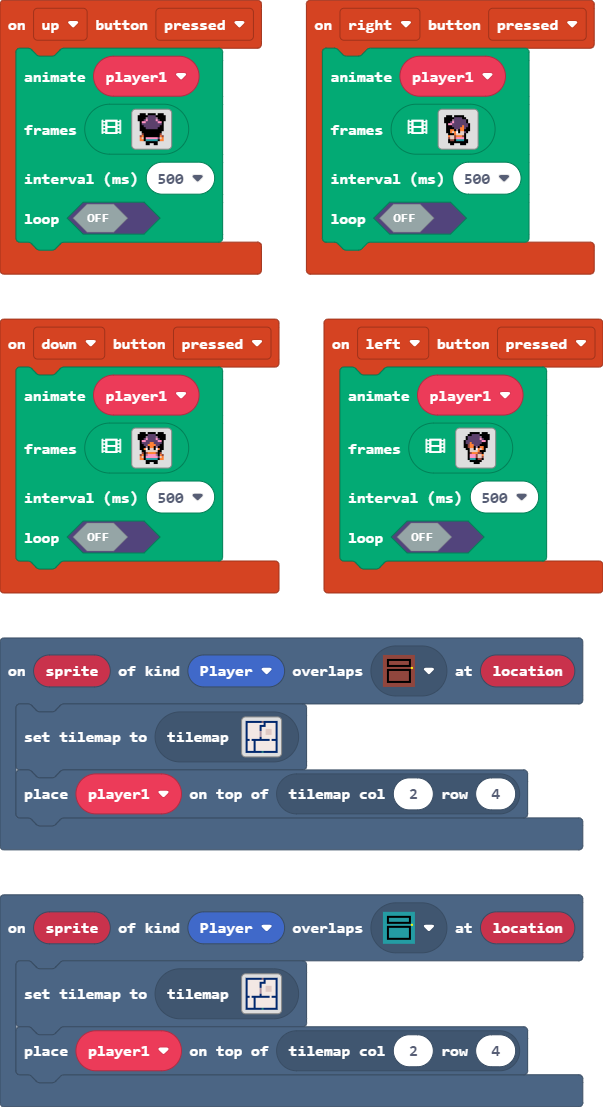 on up button pressed
animate player1
frames
interval (ms) 500
loop OFF
on right button pressed
animate player1
frames
interval (ms) 500
loop OFF
on down button pressed
animate player1
frames
interval (ms) 500
loop OFF
on left button pressed
animate player1
frames
interval (ms) 500
loop OFF
on sprite of kind Player overlaps at location
set tilemap to tilemap
place player1 on top of tilemap col 2 row 4
on sprite of kind Player overlaps at location
set tilemap to tilemap
place player1 on top of tilemap col 2 row 4